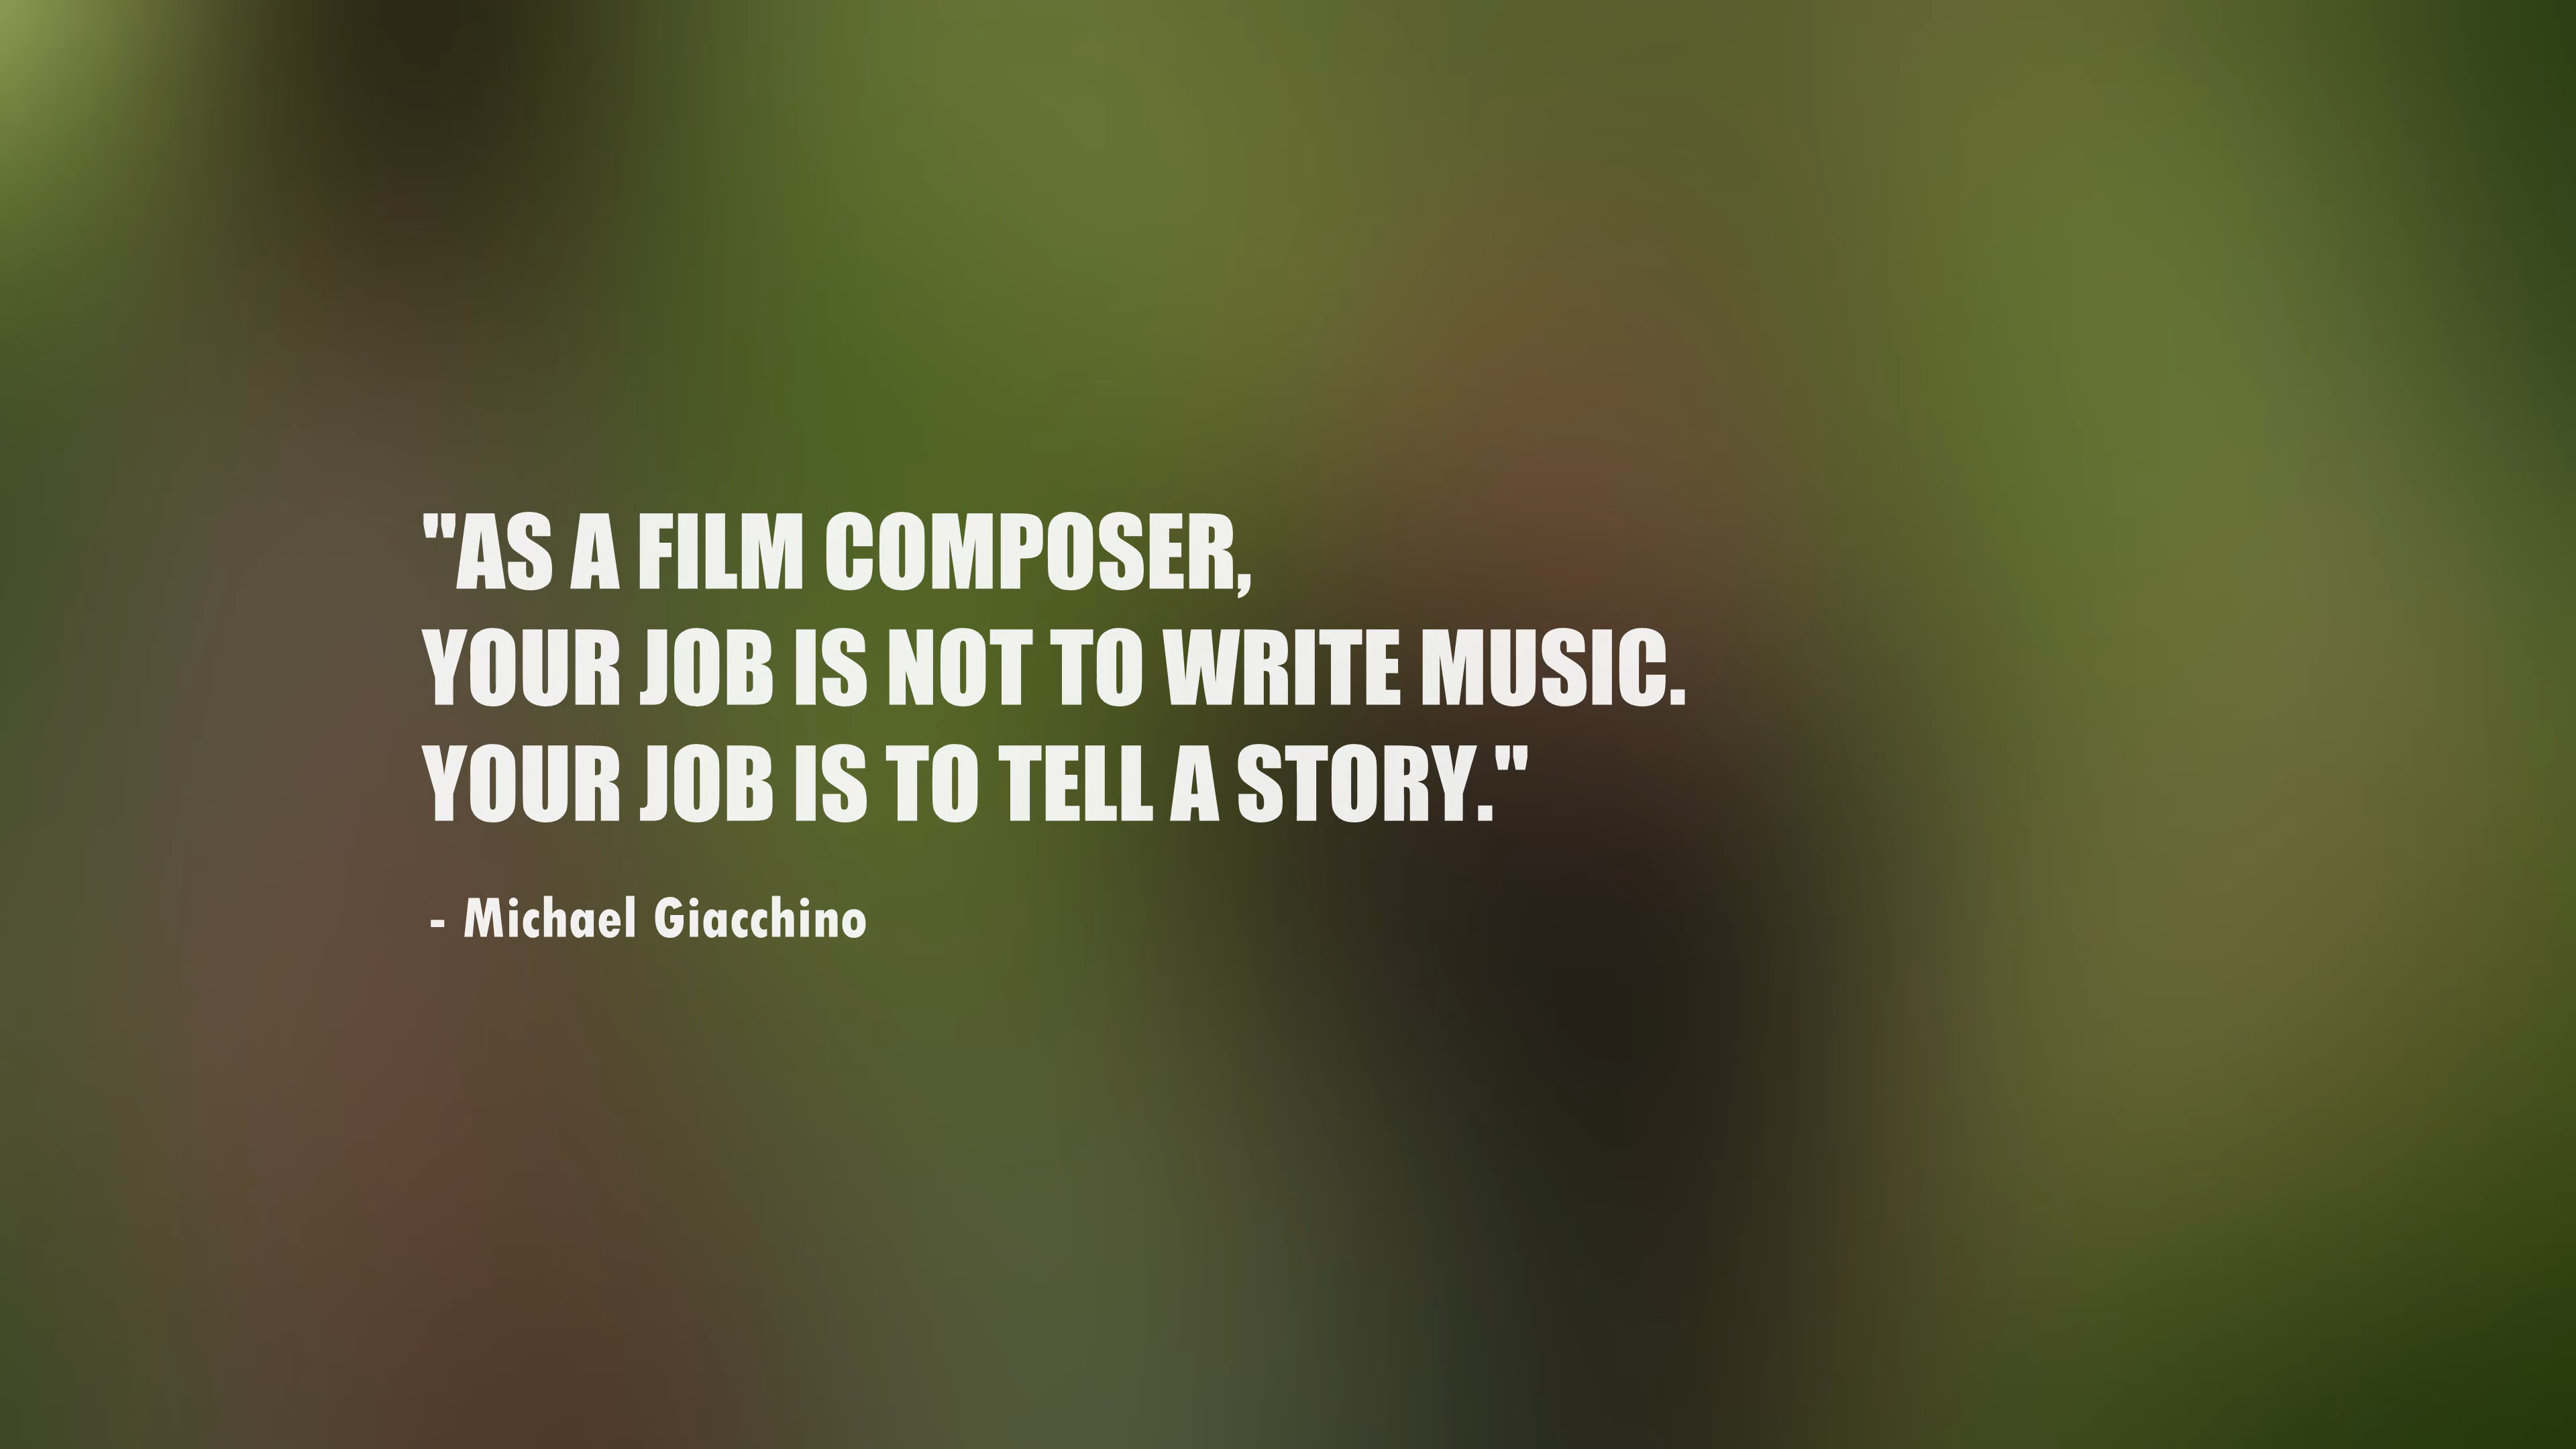 "AS A FILM COMPOSER,
YOUR JOB IS NOT TO WRITE MUSIC.
YOUR JOB IS TO TELL A STORY."
- Michael Giacchino